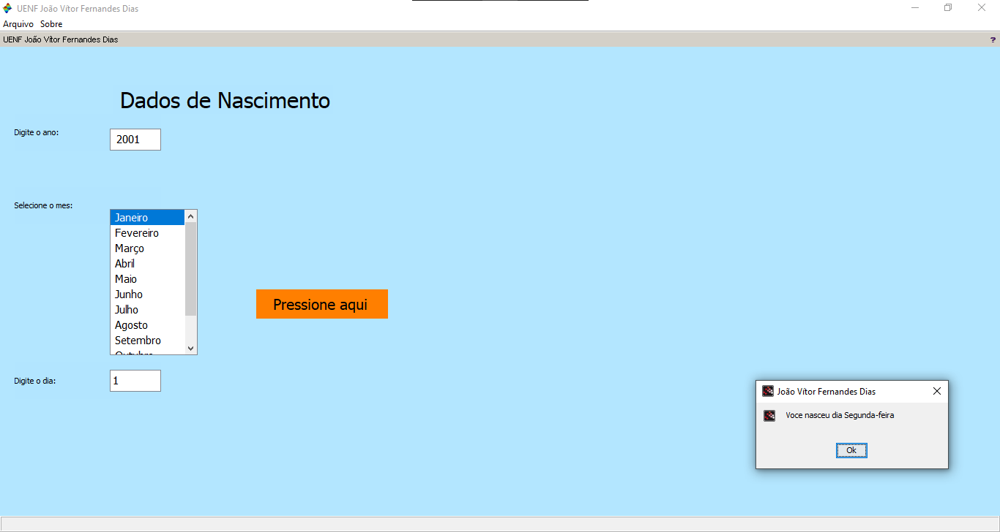 UENF João Vítor Fernandes Dias
Arquivo Sobre
UENF João Vítor Fernandes Dias ?
Dados de Nascimento
Digite o ano:
2001
Selecione o mes:
Janeiro
Fevereiro
Março
Abril
Maio
Junho
Julho
Agosto
Setembro
Outubro
Pressione aqui
Digite o dia:
1
João Vítor Fernandes Dias
Voce nasceu dia Segunda-feira
Ok